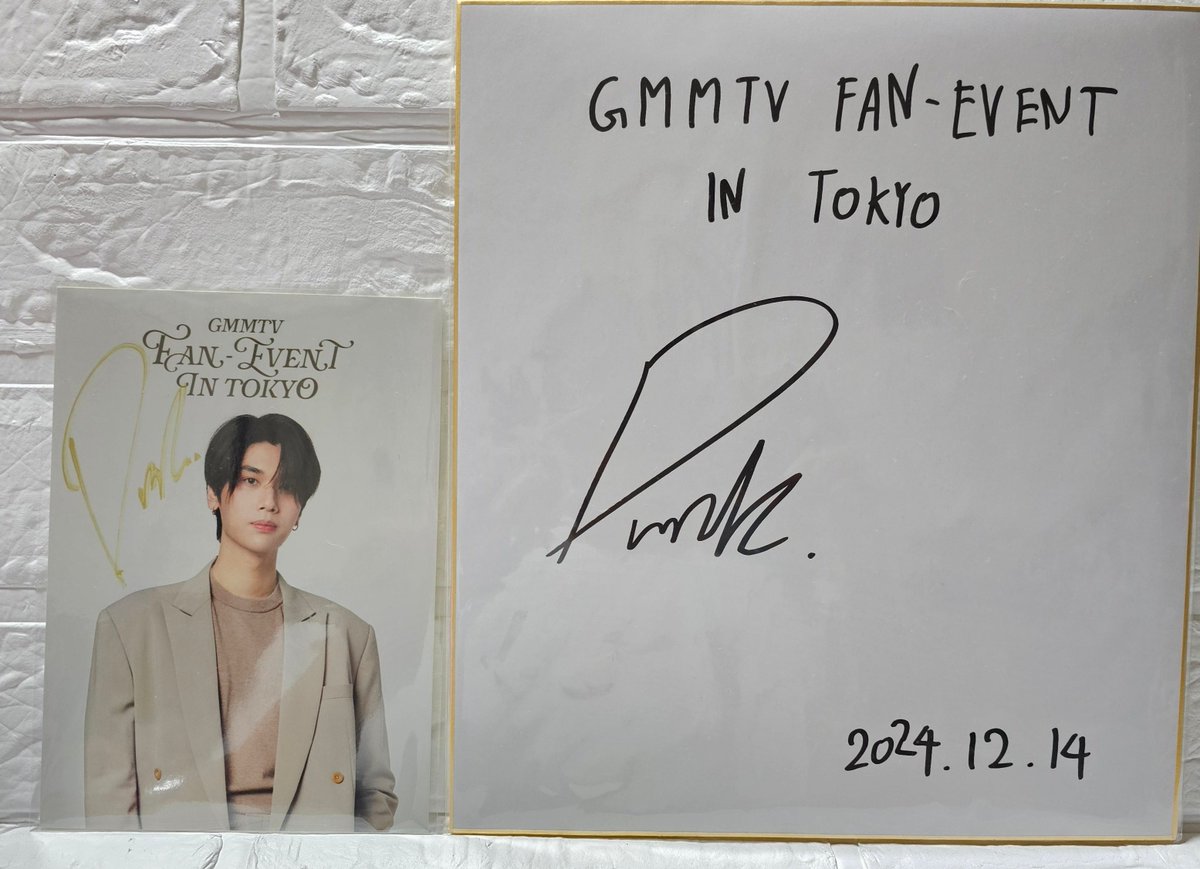 GMMTV
FAN-EVENT
IN TOKYO
GMMTV FAN-EVENT
IN TOKYO
2024.12.14